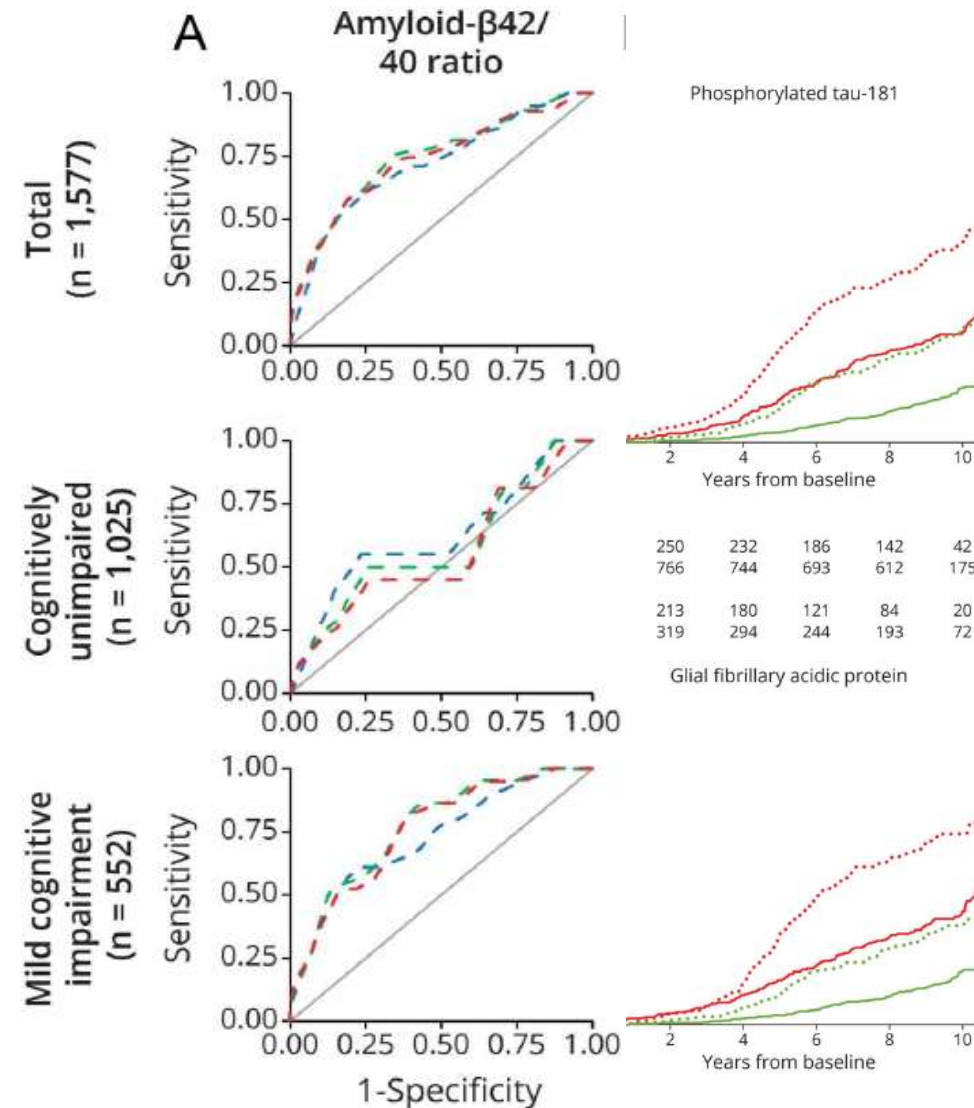 A
Amyloid-β42/
40 ratio
Total
(n = 1,577)
Sensitivity
1.00
0.75
0.50
0.25
0.00
0.00 0.25 0.50 0.75 1.00
Cognitively
unimpaired
(n = 1,025)
Sensitivity
1.00
0.75
0.50
0.25
0.00
0.00 0.25 0.50 0.75 1.00
Mild cognitive
impairment
(n = 552)
Sensitivity
1.00
0.75
0.50
0.25
0.00
0.00 0.25 0.50 0.75 1.00
1-Specificity
Phosphorylated tau-181
2 4 6 8 10
Years from baseline
250 232 186 142 42
766 744 693 612 175
213 180 121 84 20
319 294 244 193 72
Glial fibrillary acidic protein
2 4 6 8 10
Years from baseline